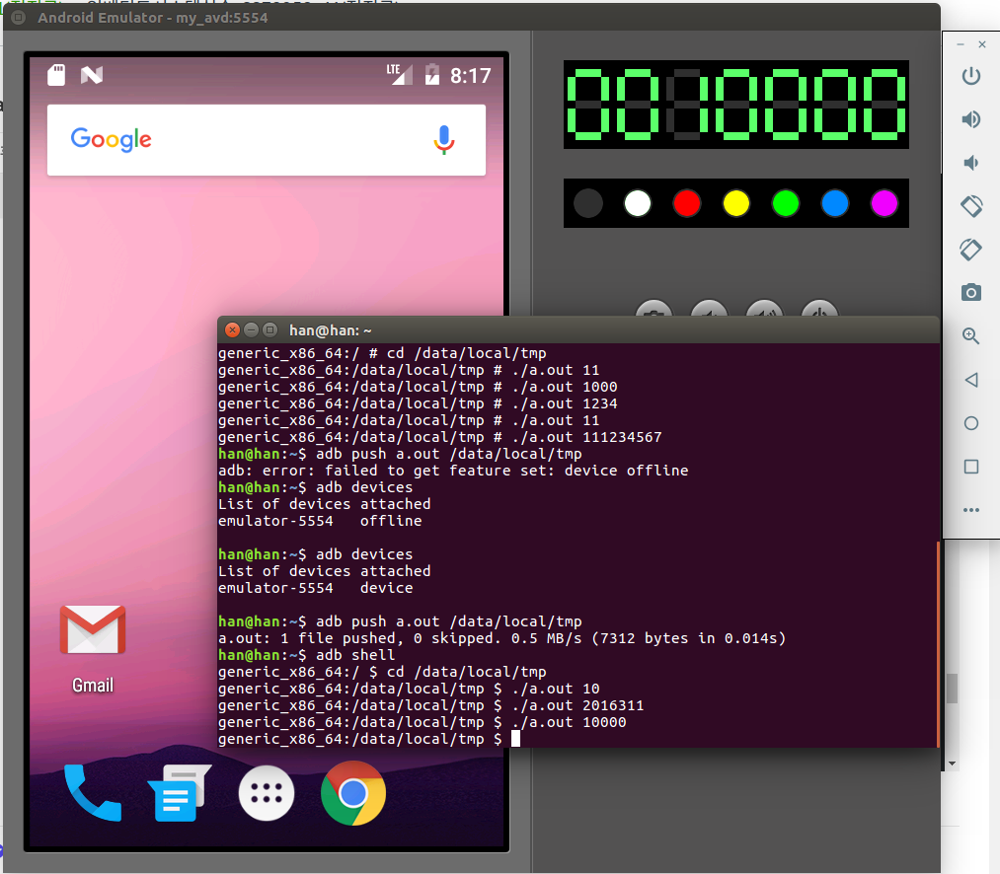 Android Emulator - my_avd:5554
LTE 8:17
Google
0010000
han@han: ~
generic_x86_64:/ # cd /data/local/tmp
generic_x86_64:/data/local/tmp # ./a.out 11
generic_x86_64:/data/local/tmp # ./a.out 1000
generic_x86_64:/data/local/tmp # ./a.out 1234
generic_x86_64:/data/local/tmp # ./a.out 11
generic_x86_64:/data/local/tmp # ./a.out 111234567
han@han:~$ adb push a.out /data/local/tmp
adb: error: failed to get feature set: device offline
han@han:~$ adb devices
List of devices attached
emulator-5554   offline
han@han:~$ adb devices
List of devices attached
emulator-5554   device
han@han:~$ adb push a.out /data/local/tmp
a.out: 1 file pushed, 0 skipped. 0.5 MB/s (7312 bytes in 0.014s)
han@han:~$ adb shell
generic_x86_64:/ $ cd /data/local/tmp
generic_x86_64:/data/local/tmp $ ./a.out 10
generic_x86_64:/data/local/tmp $ ./a.out 2016311
generic_x86_64:/data/local/tmp $ ./a.out 10000
generic_x86_64:/data/local/tmp $
Gmail